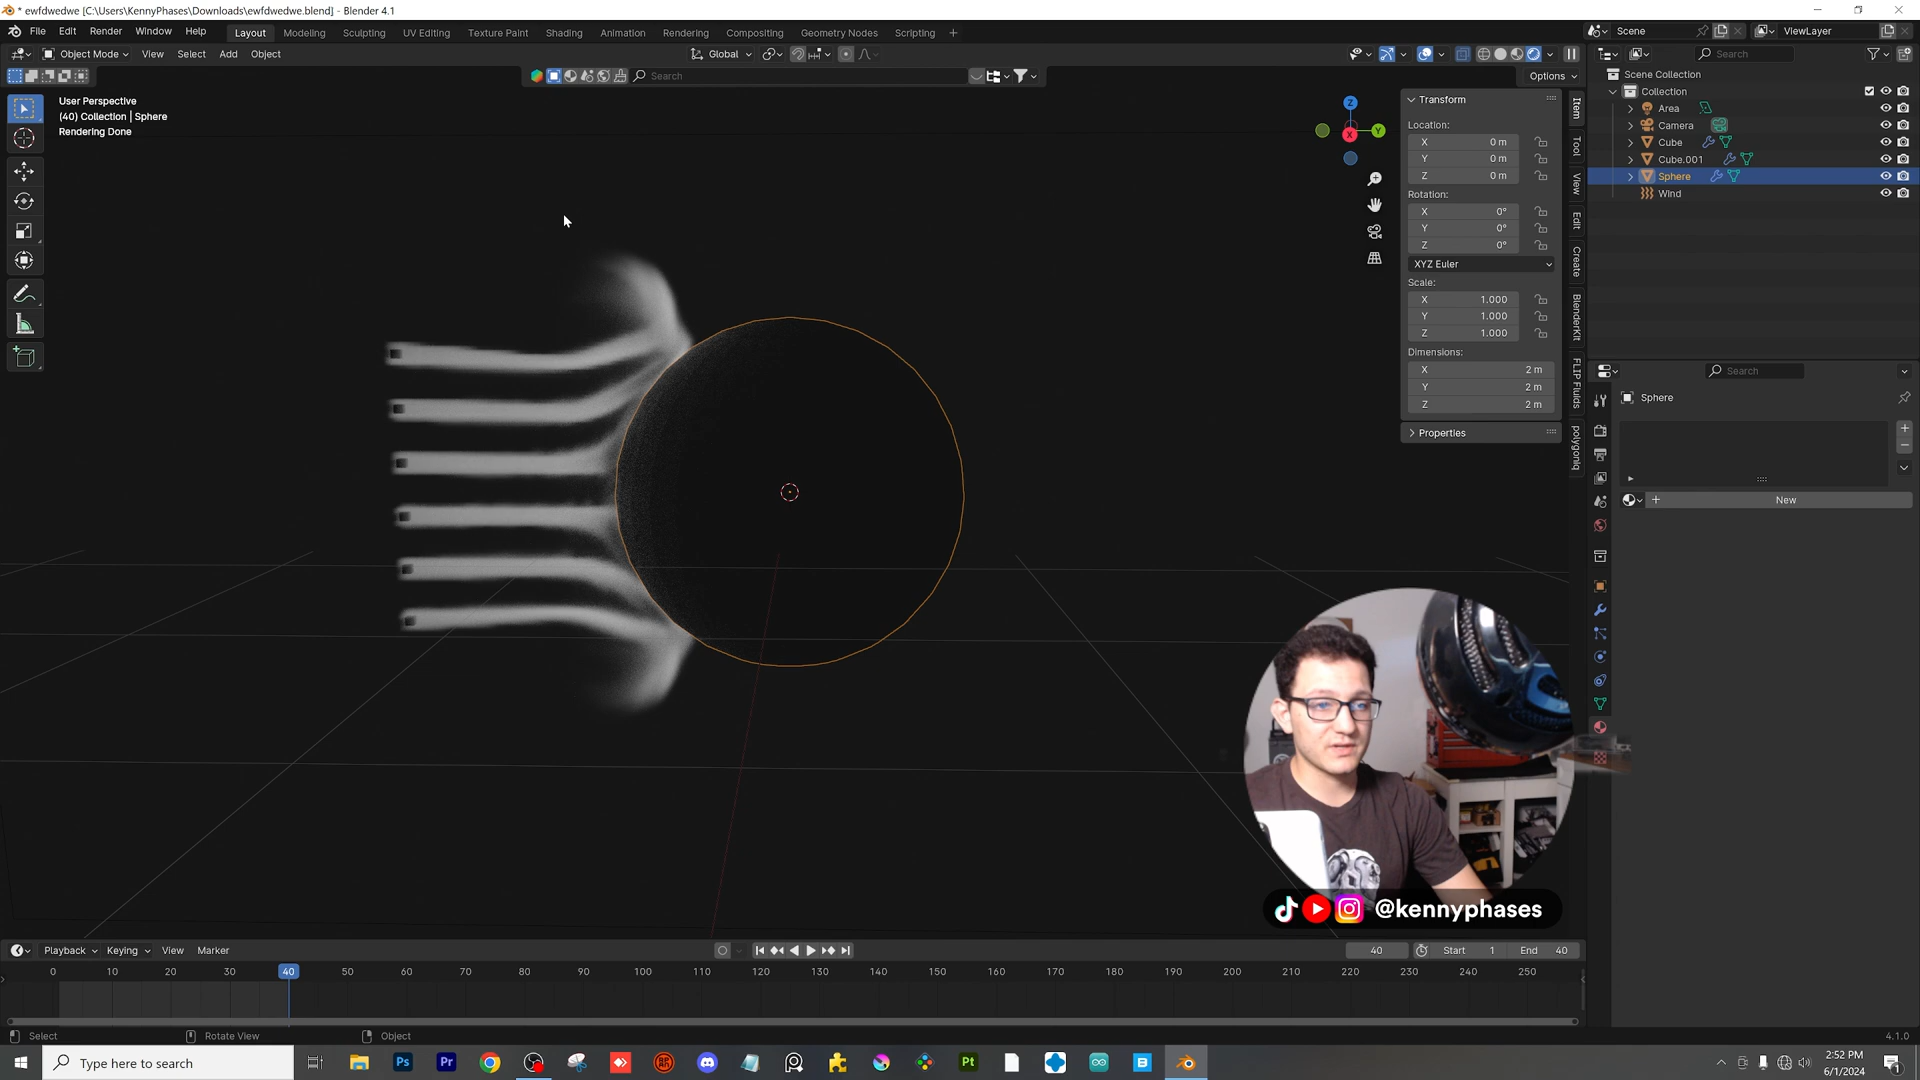 * ewfdwedwe [C:\Users\KennyPhases\Downloads\ewfdwedwe.blend] - Blender 4.1
File Edit Render Window Help Layout Modeling Sculpting UV Editing Texture Paint Shading Animation Rendering Compositing Geometry Nodes Scripting + Scene ViewLayer
Object Mode View Select Add Object Global Search
Search Options
User Perspective
(40) Collection | Sphere
Rendering Done
Z
Y
X
Transform
Location:
X 0 m
Y 0 m
Z 0 m
Rotation:
X 0°
Y 0°
Z 0°
XYZ Euler
Scale:
X 1.000
Y 1.000
Z 1.000
Dimensions:
X 2 m
Y 2 m
Z 2 m
Properties
Item
Tool
View
Edit
Create
BlenderKit
FLIP Fluids
polygoniq
Scene Collection
Collection
Area
Camera
Cube
Cube.001
Sphere
Wind
Search
Sphere
New
@kennyphases
Playback Keying View Marker 40 Start 1 End 40
0 10 20 30 40 50 60 70 80 90 100 110 120 130 140 150 160 170 180 190 200 210 220 230 240 250
Select Rotate View Object 4.1.0
Type here to search Ps Pr Pt B
2:52 PM
6/1/2024
1